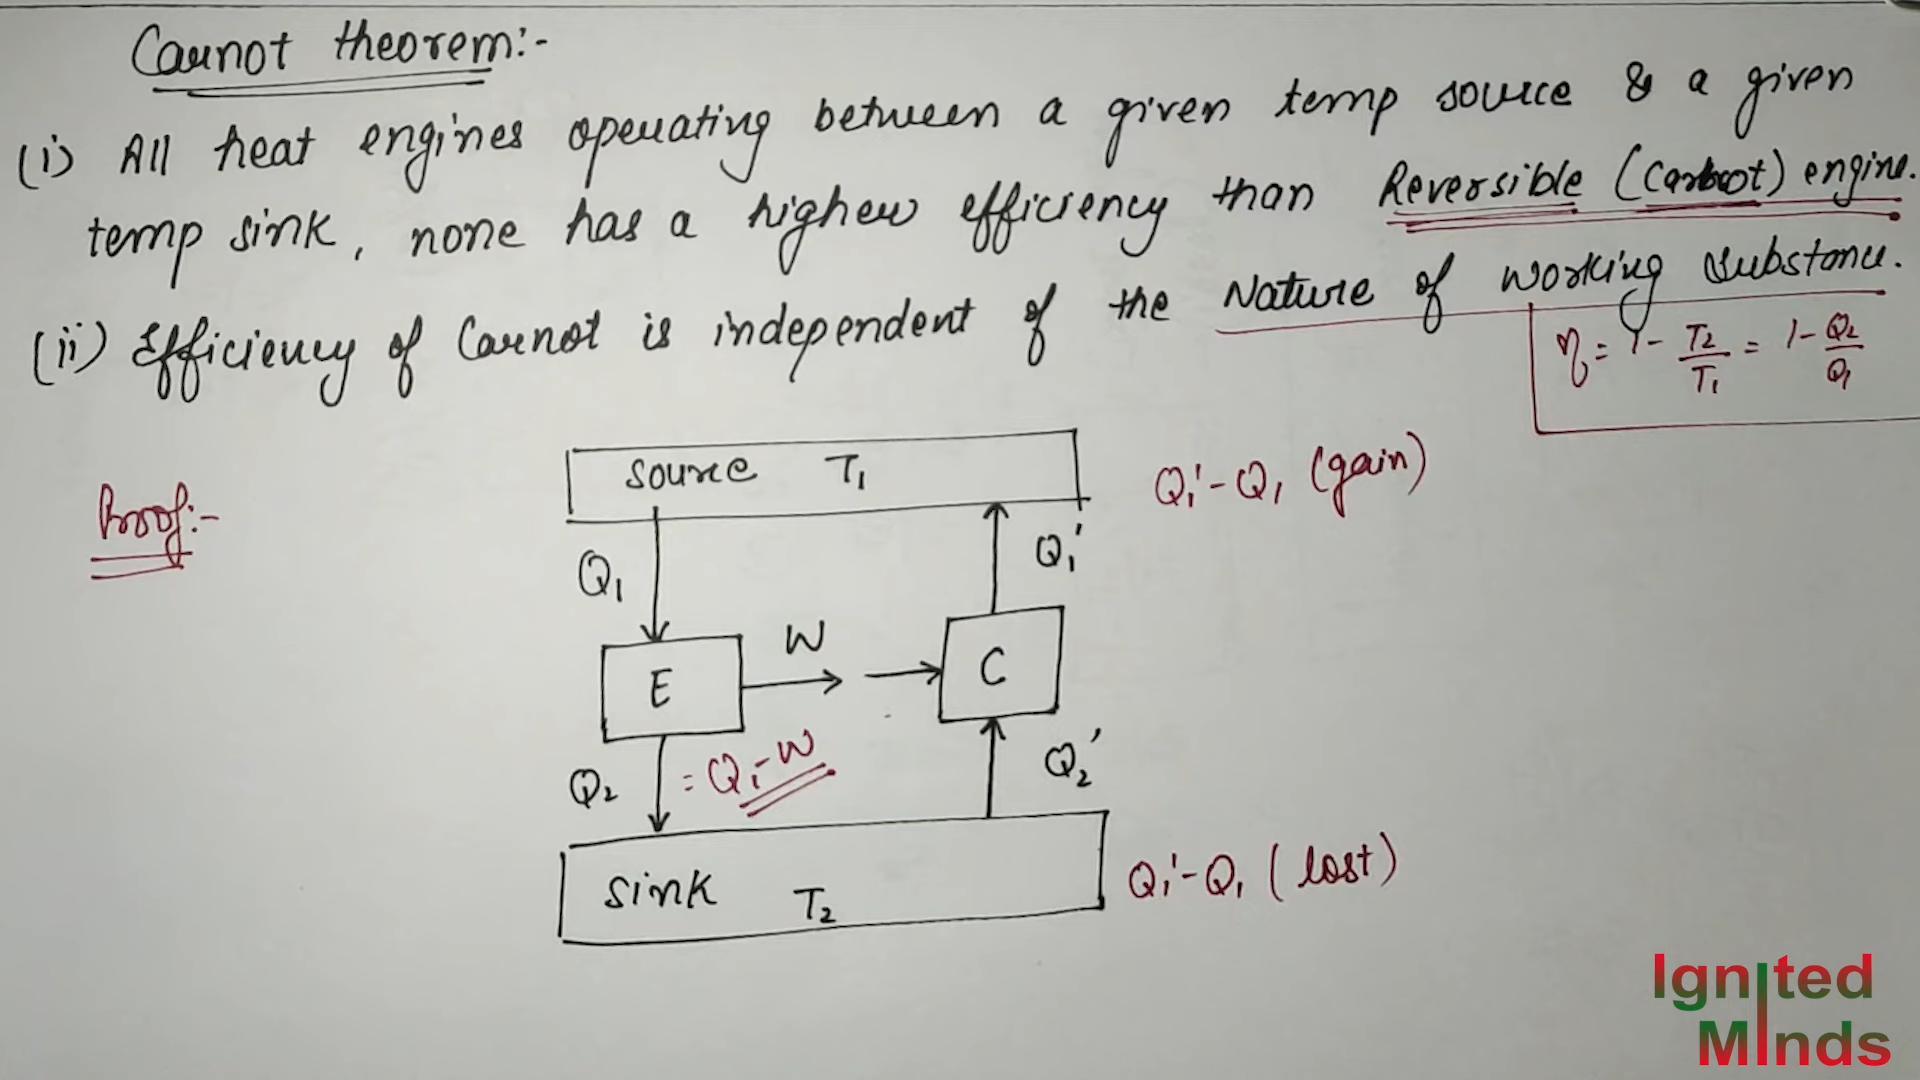 Carnot theorem:-
(i) All heat engines operating between a given temp source & a given
temp sink, none has a higher efficiency than Reversible (Carnot) engine.
(ii) Efficiency of Carnot is independent of the Nature of working substance.
η = 1 - T₂/T₁ = 1 - Q₂/Q₁
Proof:-
Source T₁
Q₁'-Q₁ (gain)
Q₁
Q₁'
W
E
C
Q₂ = Q₁-W
Q₂'
Sink T₂
Q₁'-Q₁ (lost)
Ignited
Minds